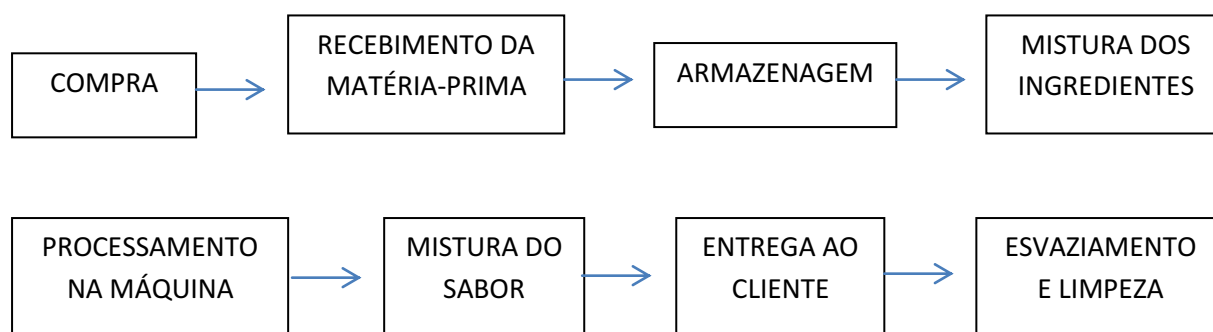 COMPRA
RECEBIMENTO DA
MATÉRIA-PRIMA
ARMAZENAGEM
MISTURA DOS
INGREDIENTES
PROCESSAMENTO
NA MÁQUINA
MISTURA DO
SABOR
ENTREGA AO
CLIENTE
ESVAZIAMENTO
E LIMPEZA